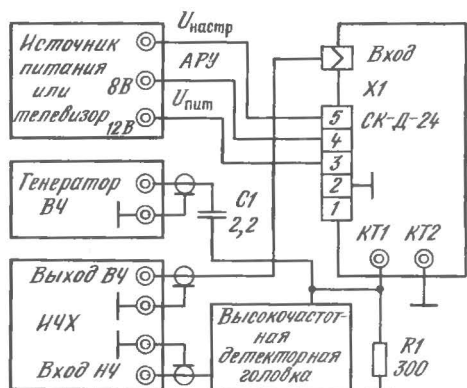 Источник
питания
или
телевизор
8В
12В
Uнастр
АРУ
Uпит
Вход
X1
СК-Д-24
5
4
3
2
1
Генератор
ВЧ
C1
2,2
КТ1 КТ2
Выход ВЧ
ИЧХ
Вход НЧ
Высокочастот-
ная
детекторная
головка
R1
300